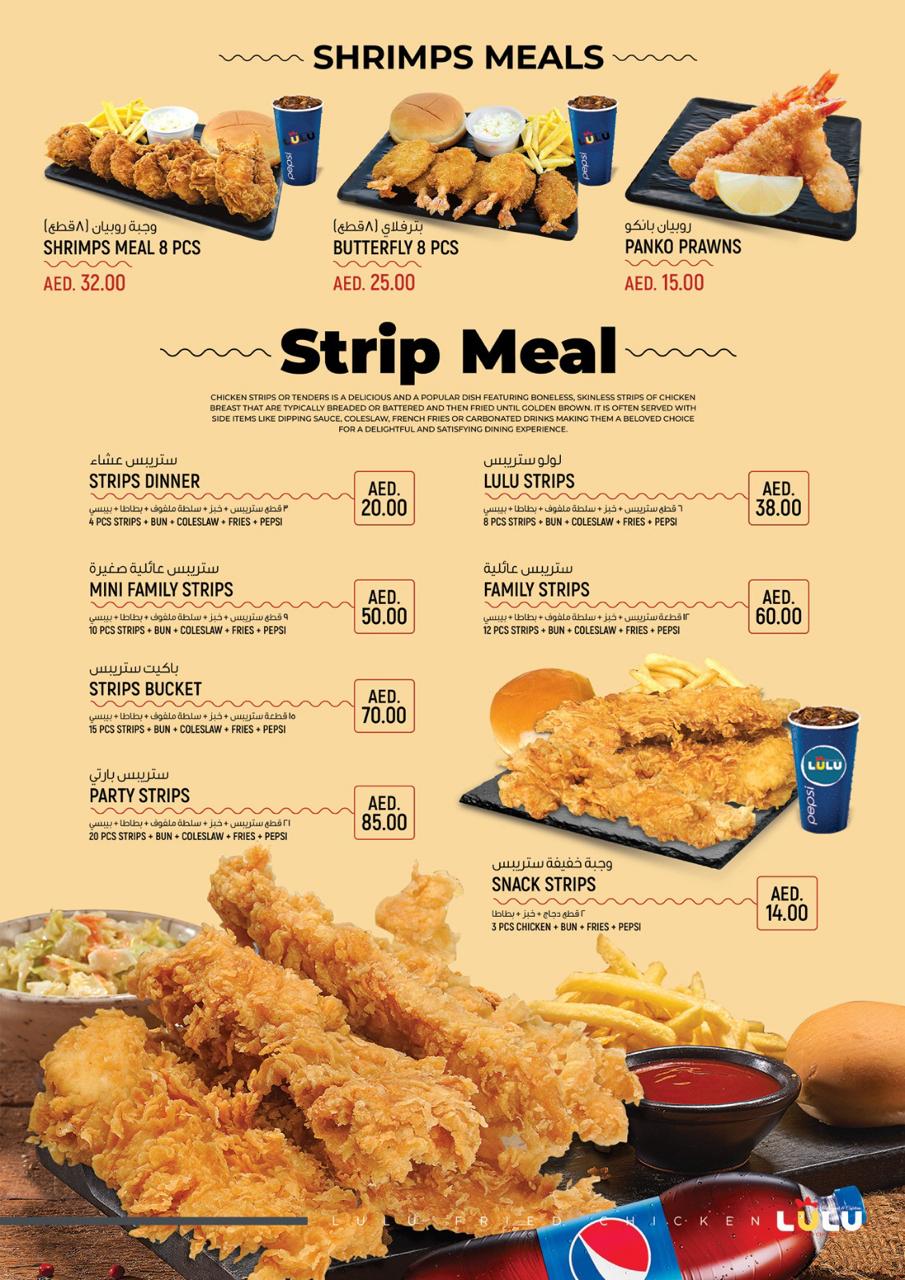 SHRIMPS MEALS
LULU
pepsi
LULU
pepsi
وجبة روبيان (٨قطع)
SHRIMPS MEAL 8 PCS
AED. 32.00
بترفلاي (٨قطع)
BUTTERFLY 8 PCS
AED. 25.00
روبيان بانكو
PANKO PRAWNS
AED. 15.00
Strip Meal
CHICKEN STRIPS OR TENDERS IS A DELICIOUS AND A POPULAR DISH FEATURING BONELESS, SKINLESS STRIPS OF CHICKEN
BREAST THAT ARE TYPICALLY BREADED OR BATTERED AND THEN FRIED UNTIL GOLDEN BROWN. IT IS OFTEN SERVED WITH
SIDE ITEMS LIKE DIPPING SAUCE, COLESLAW, FRENCH FRIES OR CARBONATED DRINKS MAKING THEM A BELOVED CHOICE
FOR A DELIGHTFUL AND SATISFYING DINING EXPERIENCE.
ستريبس عشاء
STRIPS DINNER
AED.
20.00
٣ قطع ستريبس + خبز + سلطة ملفوف + بطاطا + بيبسي
4 PCS STRIPS + BUN + COLESLAW + FRIES + PEPSI
لولو ستريبس
LULU STRIPS
AED.
38.00
٦ قطع ستريبس + خبز + سلطة ملفوف + بطاطا + بيبسي
8 PCS STRIPS + BUN + COLESLAW + FRIES + PEPSI
ستريبس عائلية صغيرة
MINI FAMILY STRIPS
AED.
50.00
٩ قطع ستريبس + خبز + سلطة ملفوف + بطاطا + بيبسي
10 PCS STRIPS + BUN + COLESLAW + FRIES + PEPSI
ستريبس عائلية
FAMILY STRIPS
AED.
60.00
١٢ قطعة ستريبس + خبز + سلطة ملفوف + بطاطا + بيبسي
12 PCS STRIPS + BUN + COLESLAW + FRIES + PEPSI
باكيت ستريبس
STRIPS BUCKET
AED.
70.00
١٥ قطعة ستريبس + خبز + سلطة ملفوف + بطاطا + بيبسي
15 PCS STRIPS + BUN + COLESLAW + FRIES + PEPSI
ستريبس بارتي
PARTY STRIPS
AED.
85.00
٢١ قطع ستريبس + خبز + سلطة ملفوف + بطاطا + بيبسي
20 PCS STRIPS + BUN + COLESLAW + FRIES + PEPSI
LULU
pepsi
وجبة خفيفة ستريبس
SNACK STRIPS
AED.
14.00
٢ قطع دجاج + خبز + بطاطا
3 PCS CHICKEN + BUN + FRIES + PEPSI
LULU FRIED CHICKEN
LULU